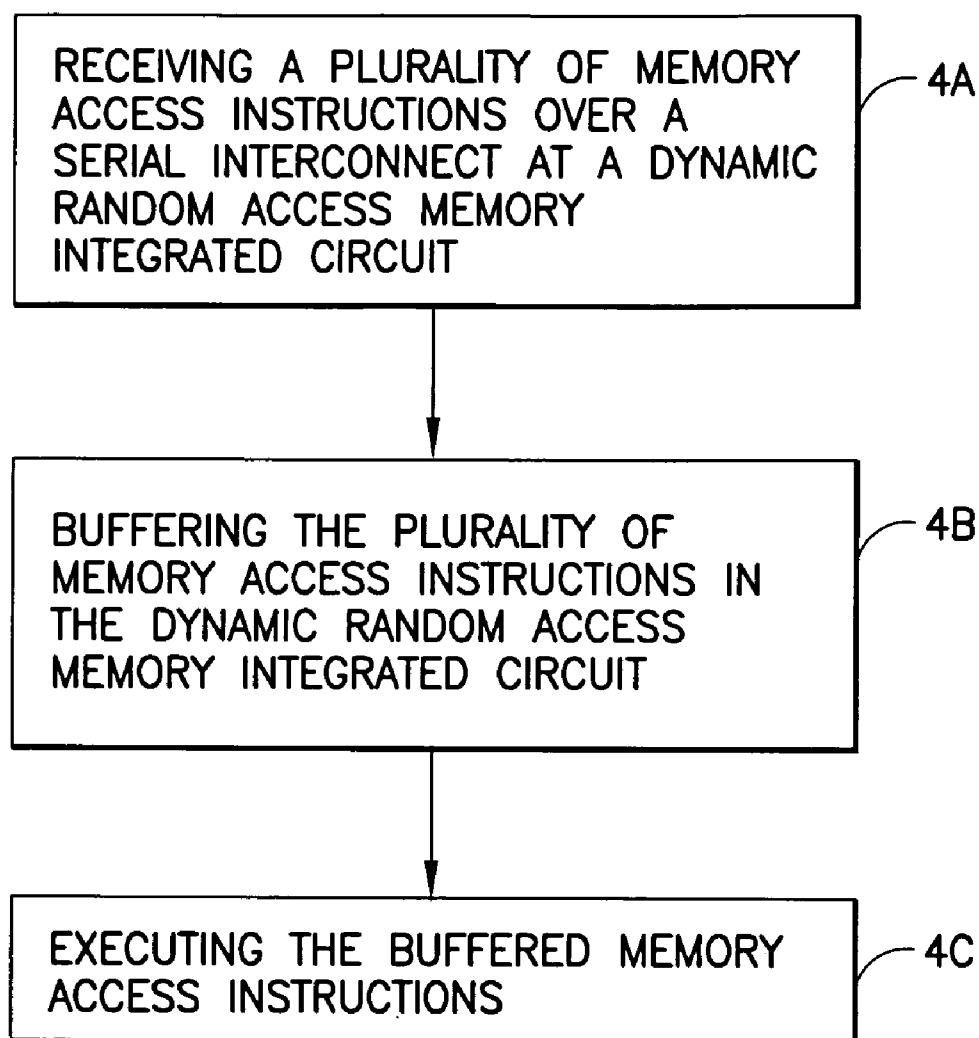 RECEIVING A PLURALITY OF MEMORY
ACCESS INSTRUCTIONS OVER A
SERIAL INTERCONNECT AT A DYNAMIC
RANDOM ACCESS MEMORY
INTEGRATED CIRCUIT
4A
BUFFERING THE PLURALITY OF
MEMORY ACCESS INSTRUCTIONS IN
THE DYNAMIC RANDOM ACCESS
MEMORY INTEGRATED CIRCUIT
4B
EXECUTING THE BUFFERED MEMORY
ACCESS INSTRUCTIONS
4C